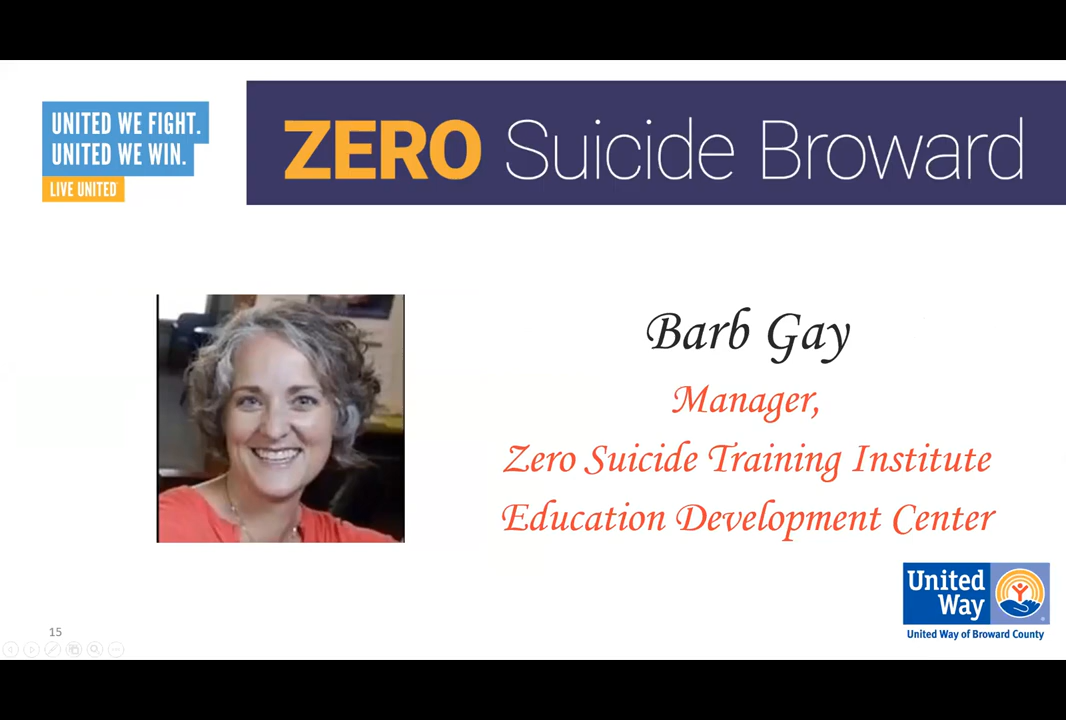 UNITED WE FIGHT.
UNITED WE WIN.
LIVE UNITED
ZERO Suicide Broward
Barb Gay
Manager,
Zero Suicide Training Institute
Education Development Center
United
Way
United Way of Broward County
15